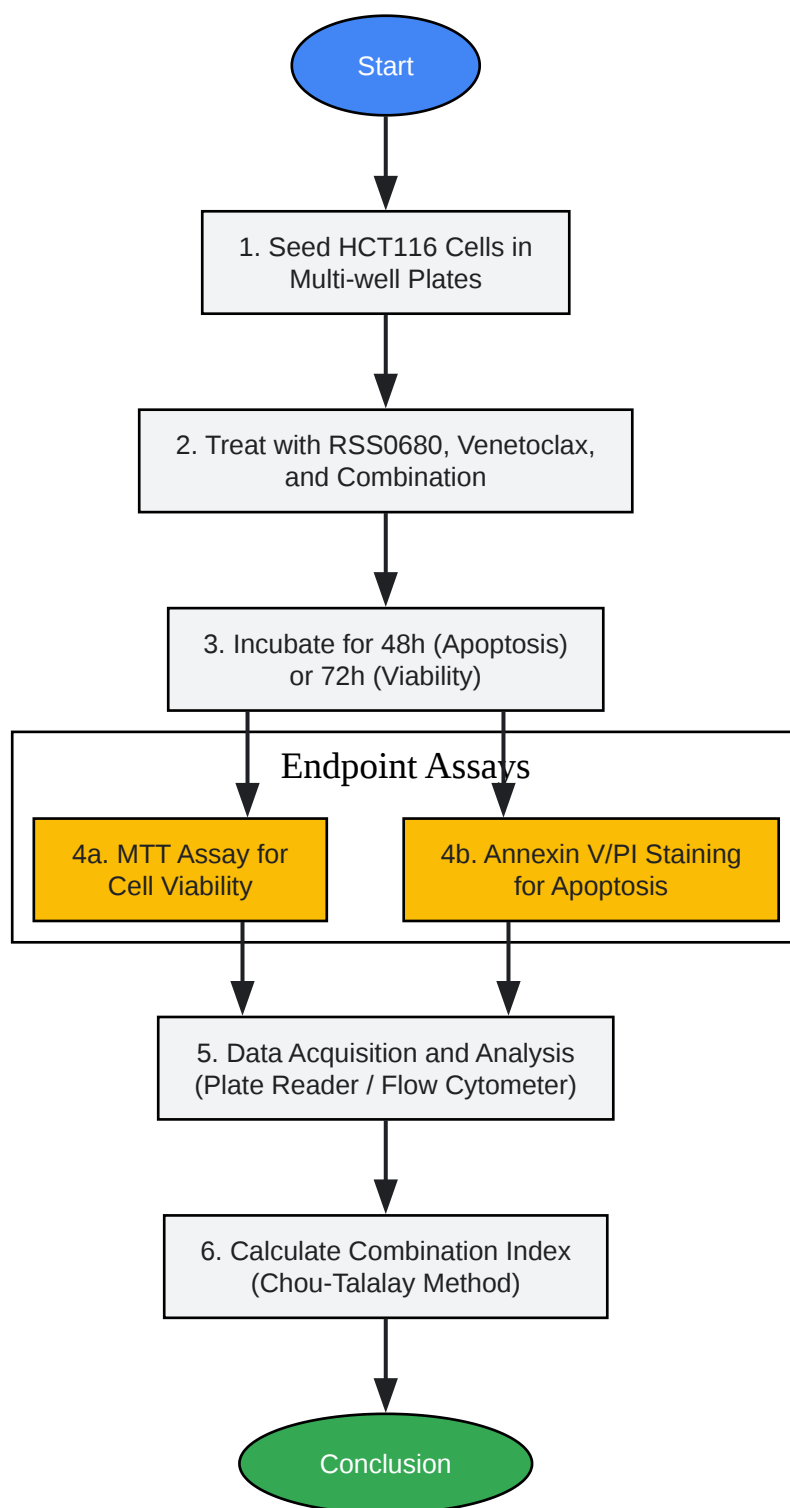 Start
1. Seed HCT116 Cells in
Multi-well Plates
2. Treat with RSS0680, Venetoclax,
and Combination
3. Incubate for 48h (Apoptosis)
or 72h (Viability)
Endpoint Assays
4a. MTT Assay for
Cell Viability
4b. Annexin V/PI Staining
for Apoptosis
5. Data Acquisition and Analysis
(Plate Reader / Flow Cytometer)
6. Calculate Combination Index
(Chou-Talalay Method)
Conclusion